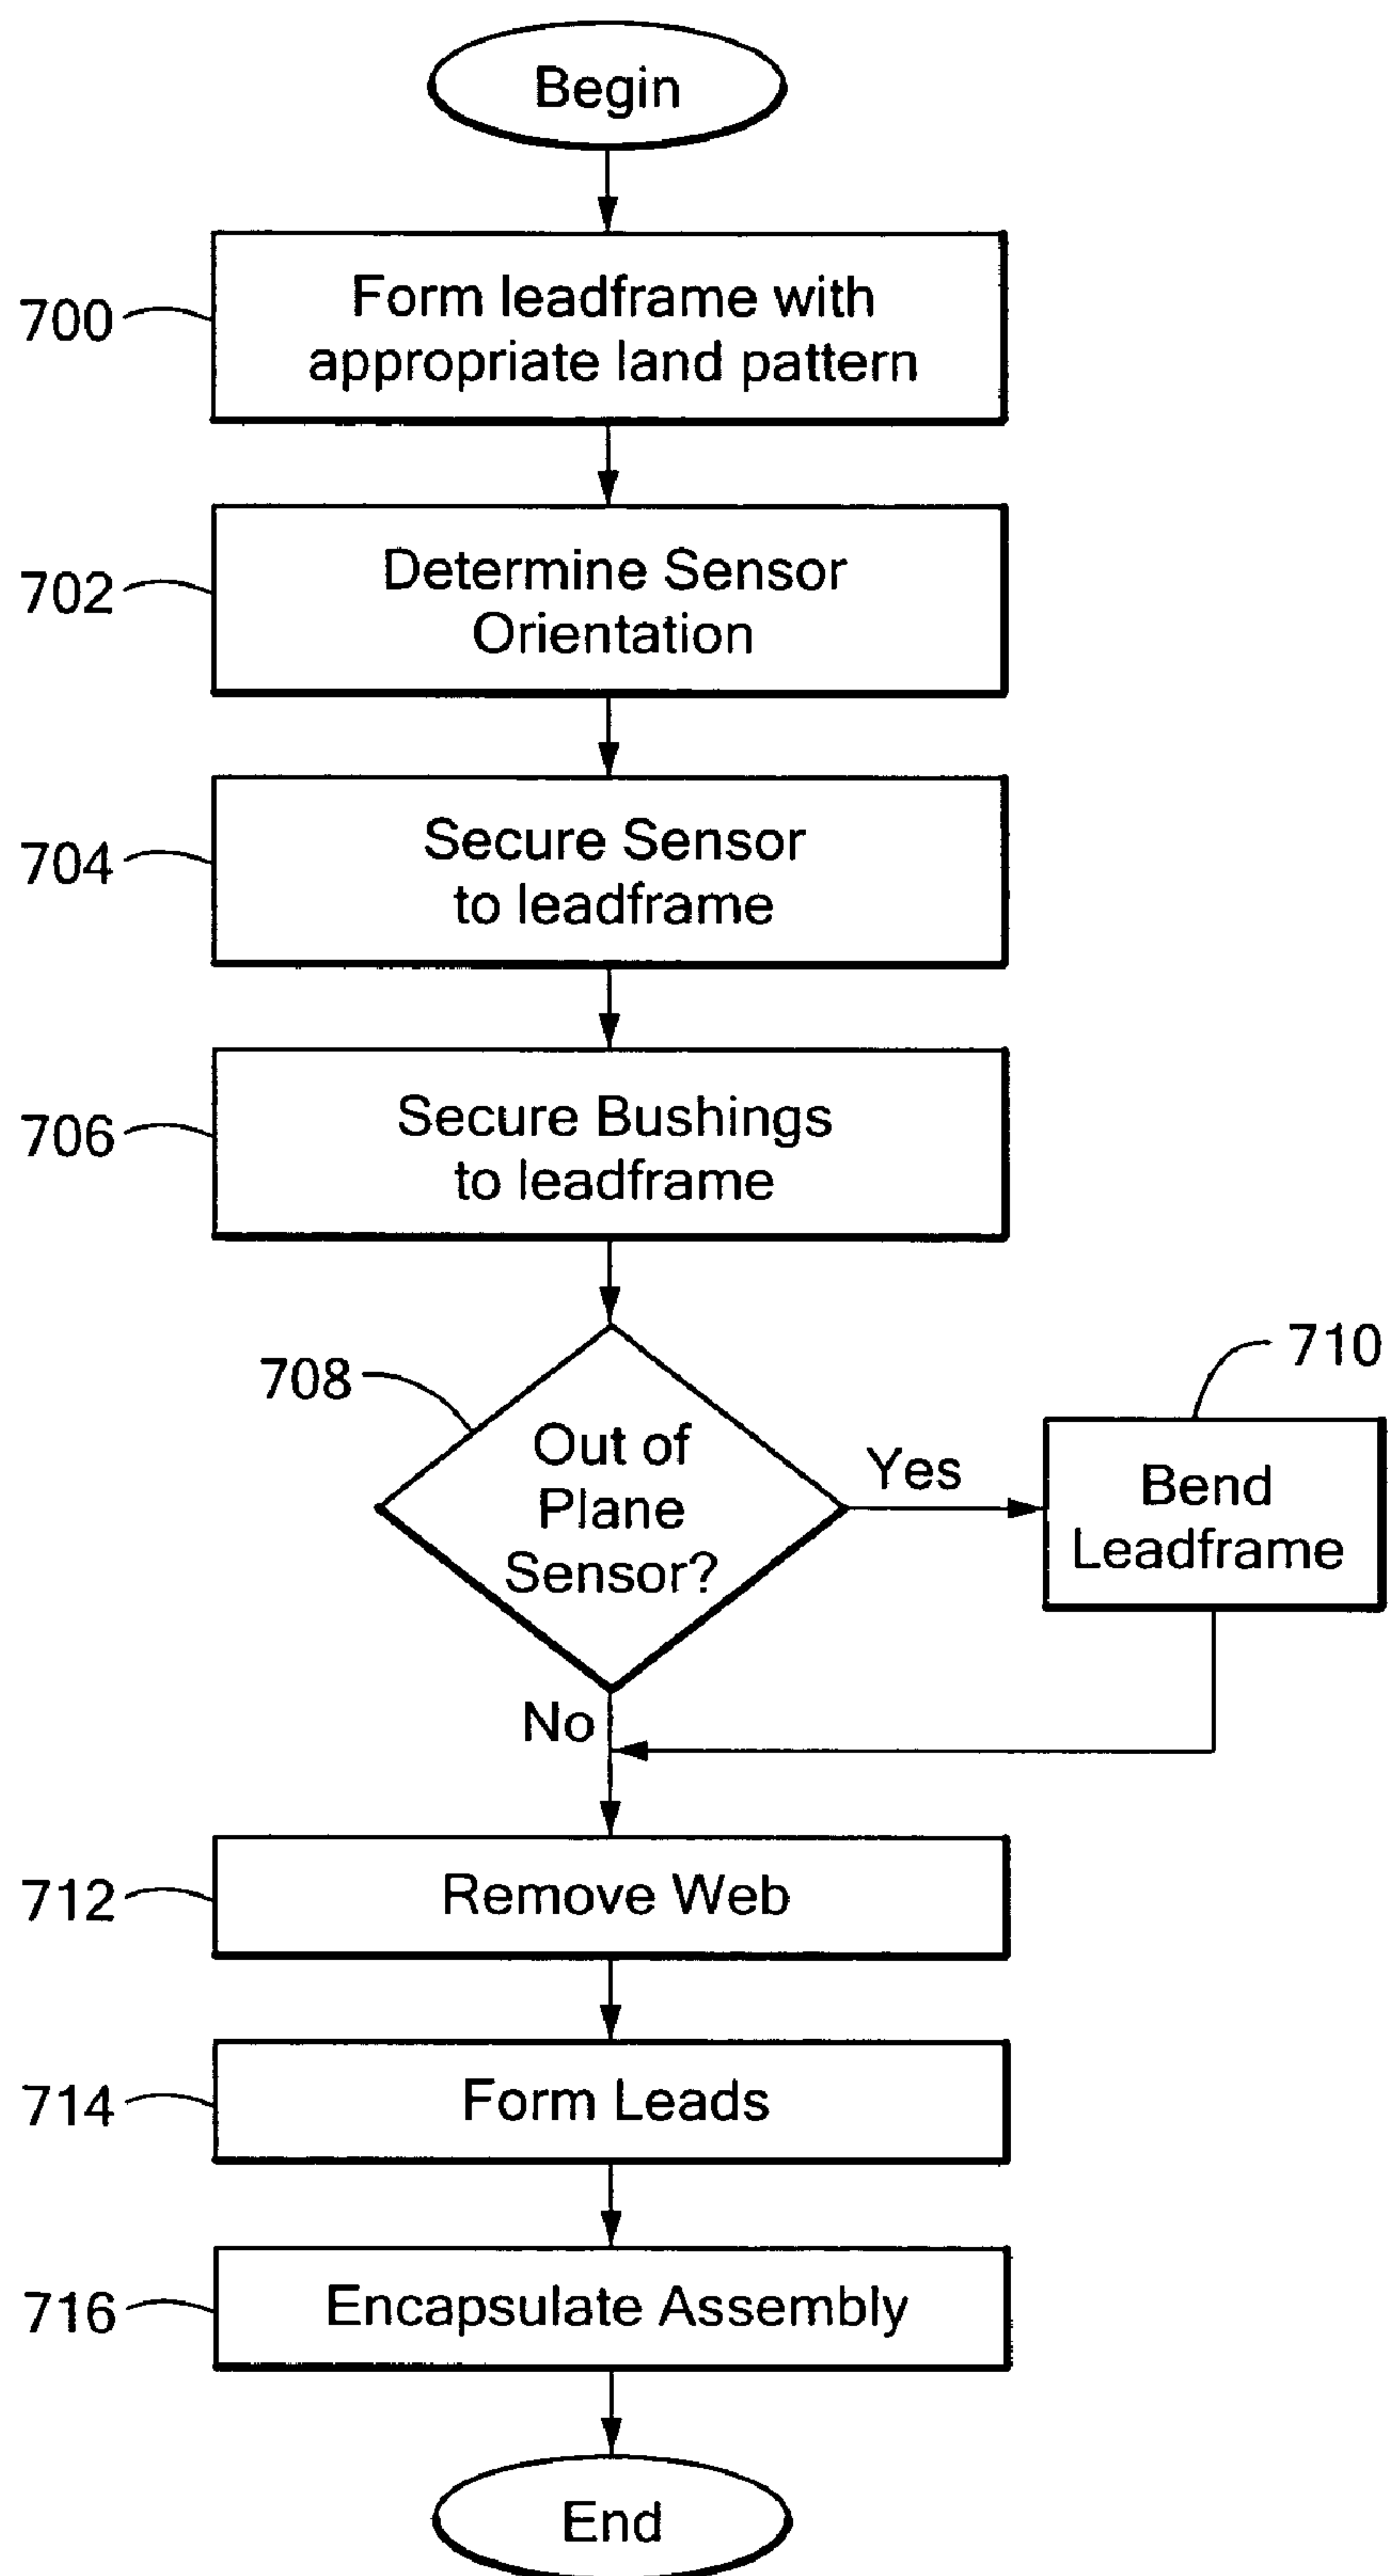 Begin
700
Form leadframe with
appropriate land pattern
702
Determine Sensor
Orientation
704
Secure Sensor
to leadframe
706
Secure Bushings
to leadframe
708
Out of
Plane
Sensor?
Yes
710
Bend
Leadframe
No
712
Remove Web
714
Form Leads
716
Encapsulate Assembly
End